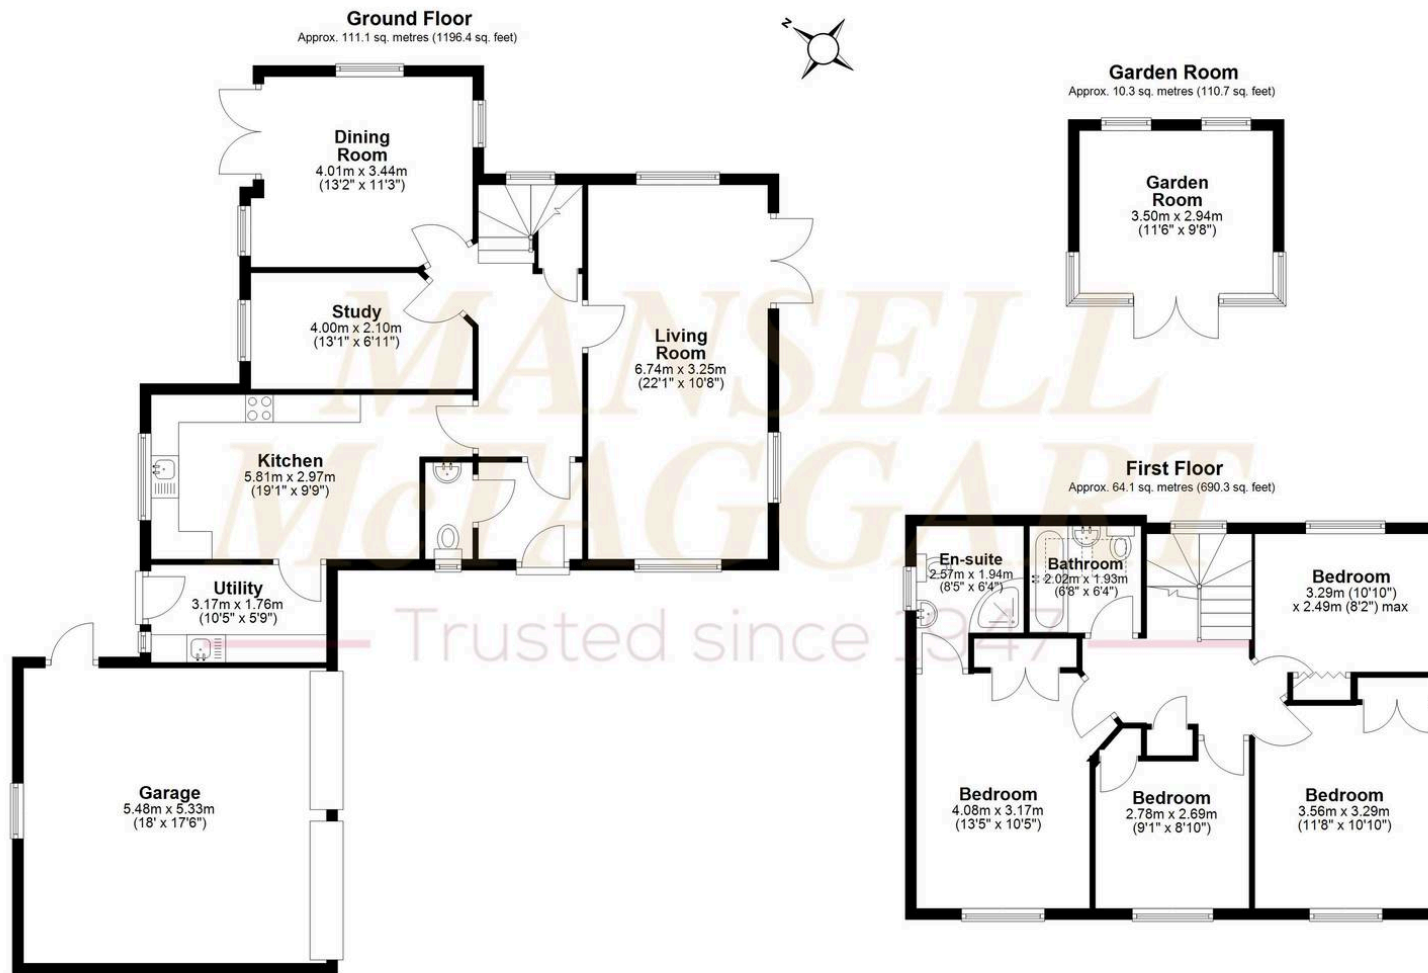 Ground Floor
Approx. 111.1 sq. metres (1196.4 sq. feet)
Dining
Room
4.01m x 3.44m
(13'2" x 11'3")
Study
4.00m x 2.10m
(13'1" x 6'11")
Living
Room
6.74m x 3.25m
(22'1" x 10'8")
Kitchen
5.81m x 2.97m
(19'1" x 9'9")
Utility
3.17m x 1.76m
(10'5" x 5'9")
Garage
5.48m x 5.33m
(18' x 17'6")
N
Garden Room
Approx. 10.3 sq. metres (110.7 sq. feet)
Garden
Room
3.50m x 2.94m
(11'6" x 9'8")
First Floor
Approx. 64.1 sq. metres (690.3 sq. feet)
En-suite
2.57m x 1.94m
(8'5" x 6'4")
Bathroom
2.02m x 1.93m
(6'8" x 6'4")
Bedroom
3.29m (10'10")
x 2.49m (8'2") max
Bedroom
4.08m x 3.17m
(13'5" x 10'5")
Bedroom
2.78m x 2.69m
(9'1" x 8'10")
Bedroom
3.56m x 3.29m
(11'8" x 10'10")
MANSELL
McTAGGART
Trusted since 1947